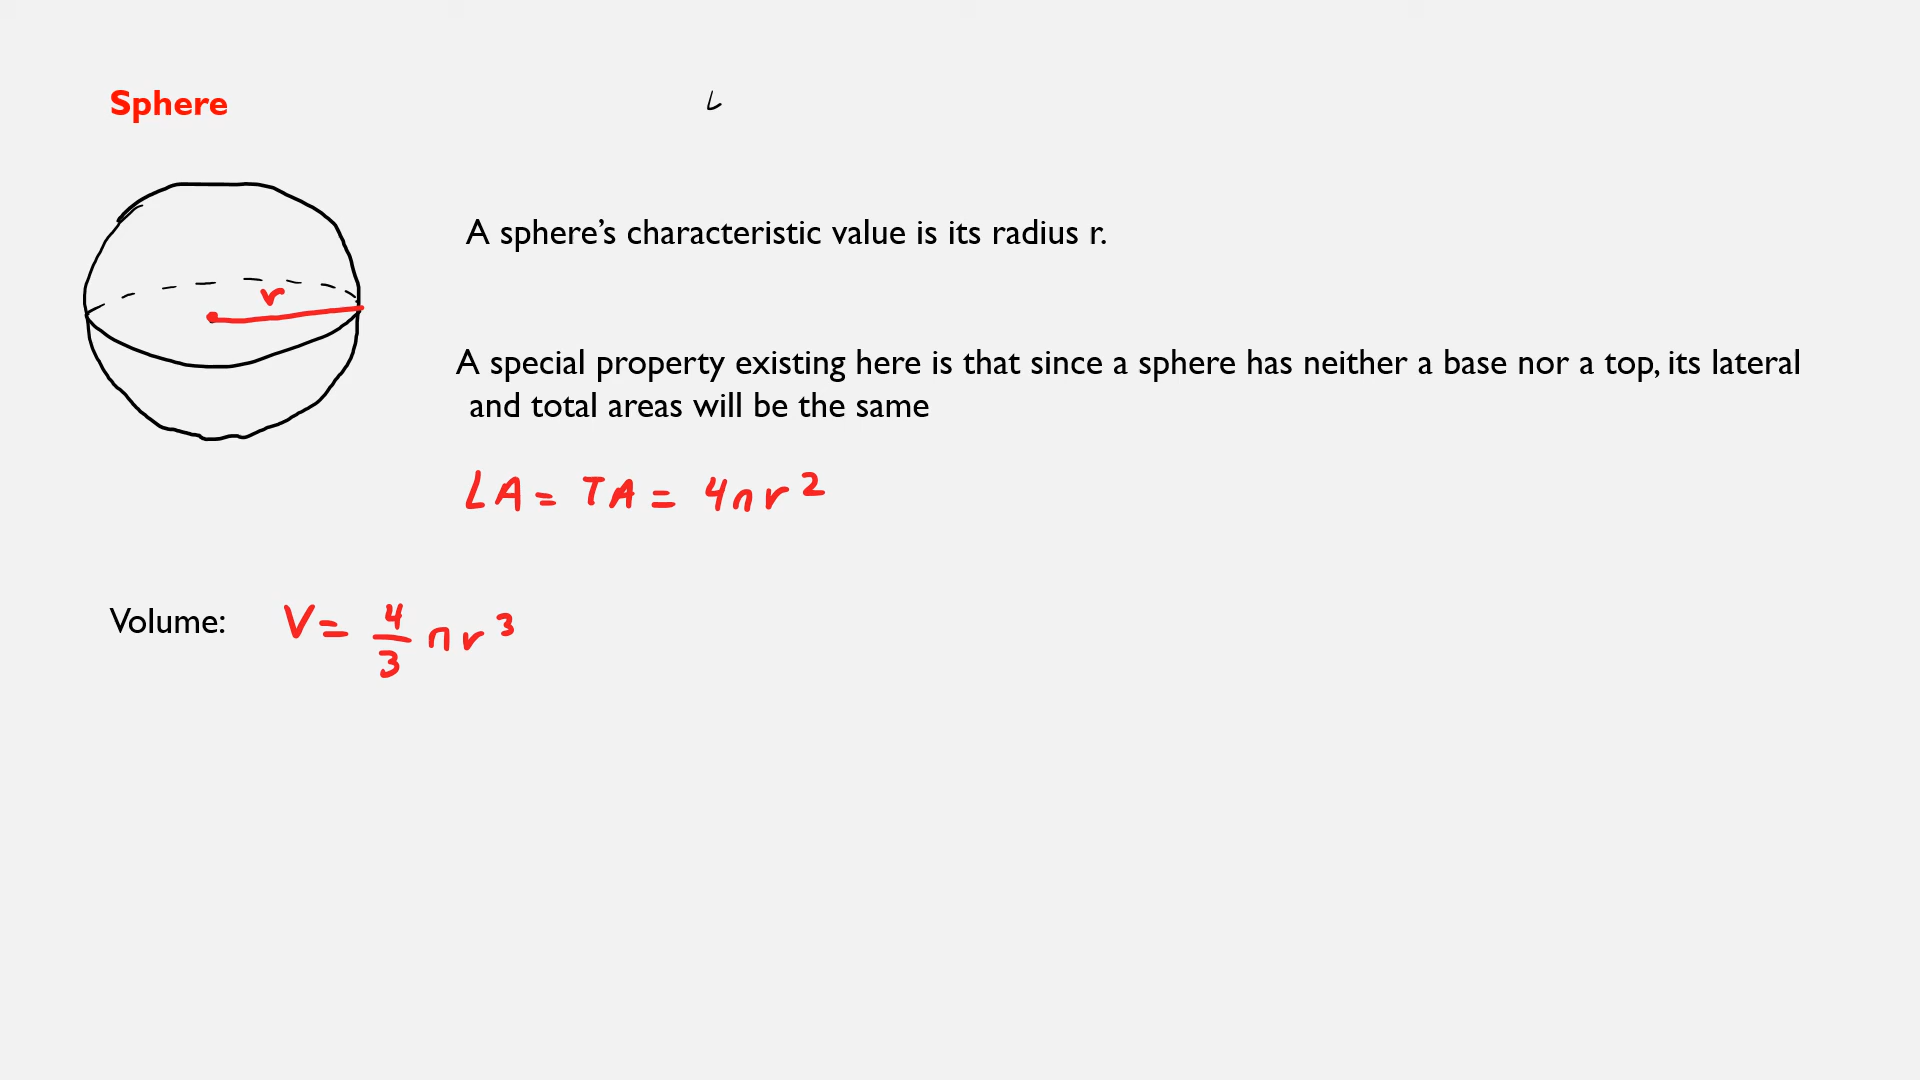 Sphere
A sphere’s characteristic value is its radius r.
r
A special property existing here is that since a sphere has neither a base nor a top, its lateral
and total areas will be the same
LA = TA = 4πr²
Volume: V = 4/3 πr³